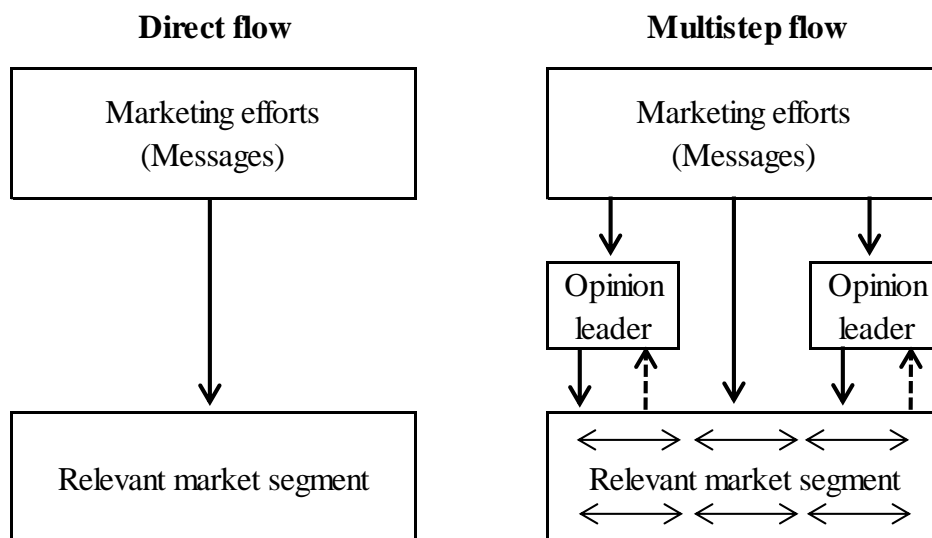 Direct flow
Marketing efforts
(Messages)
Relevant market segment
Multistep flow
Marketing efforts
(Messages)
Opinion
leader
Opinion
leader
Relevant market segment